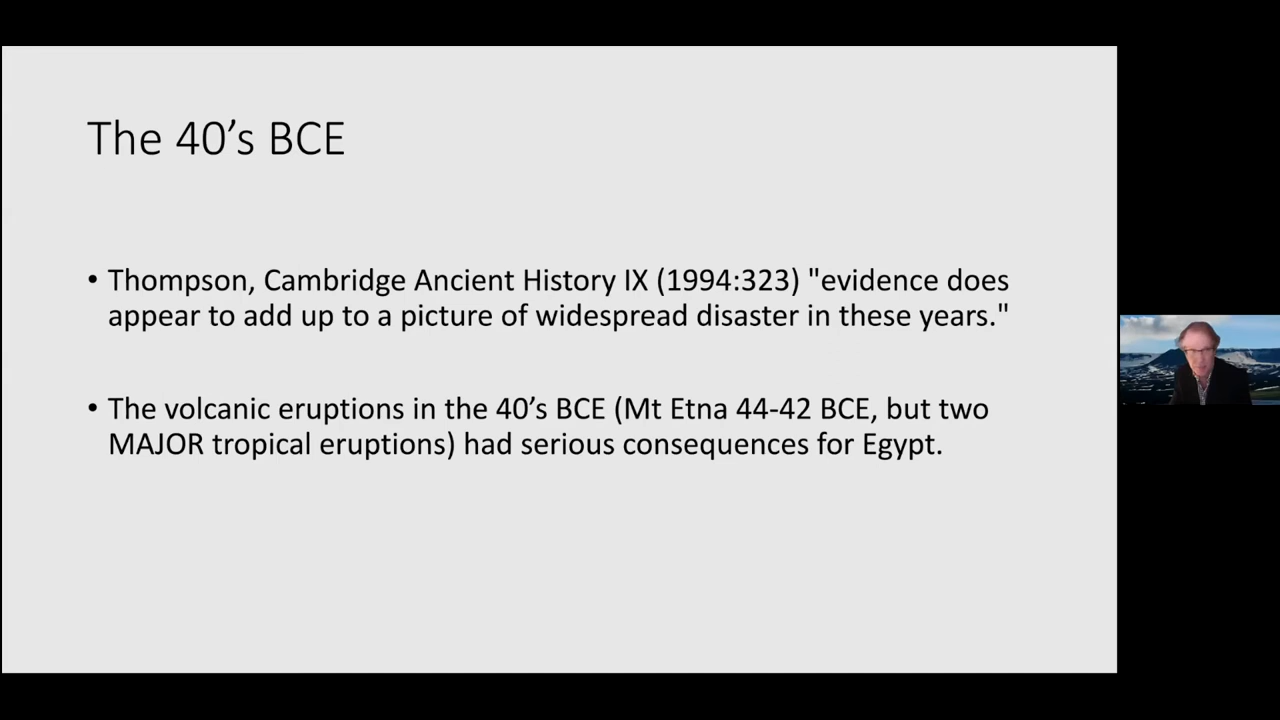 The 40’s BCE
• Thompson, Cambridge Ancient History IX (1994:323) "evidence does
appear to add up to a picture of widespread disaster in these years."
• The volcanic eruptions in the 40’s BCE (Mt Etna 44-42 BCE, but two
MAJOR tropical eruptions) had serious consequences for Egypt.